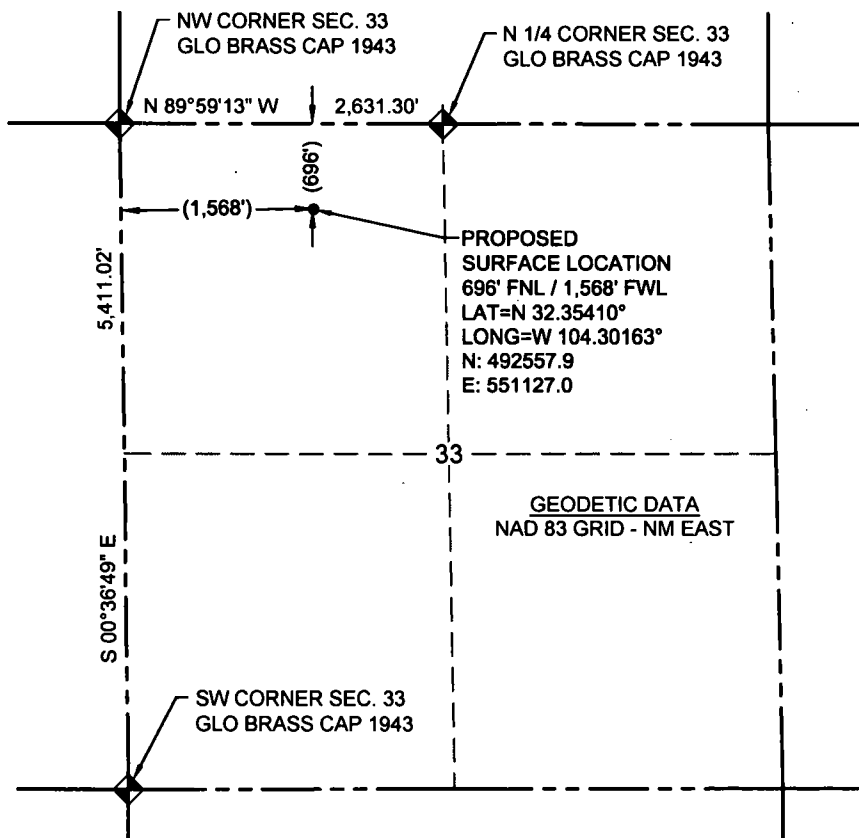 NW CORNER SEC. 33
GLO BRASS CAP 1943
N 1/4 CORNER SEC. 33
GLO BRASS CAP 1943
N 89°59'13" W
2,631.30'
(696')
(1,568')
PROPOSED
SURFACE LOCATION
696' FNL / 1,568' FWL
LAT=N 32.35410°
LONG=W 104.30163°
N: 492557.9
E: 551127.0
5,411.02'
33
GEODETIC DATA
NAD 83 GRID - NM EAST
S 00°36'49" E
SW CORNER SEC. 33
GLO BRASS CAP 1943